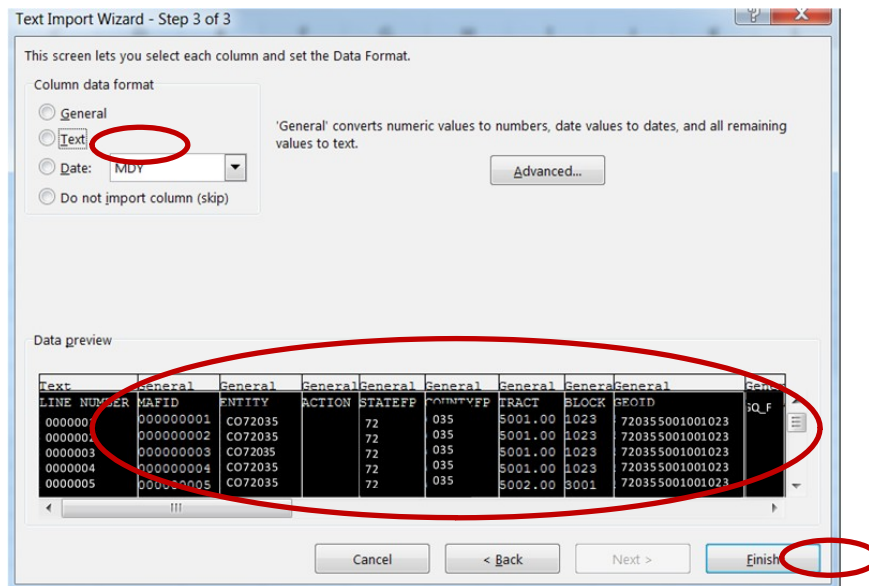 Text Import Wizard - Step 3 of 3
This screen lets you select each column and set the Data Format.
Column data format
General
Text
Date: MDY
Do not import column (skip)
'General' converts numeric values to numbers, date values to dates, and all remaining
values to text.
Advanced...
Data preview
Text General General General General General General General General
LINE NUMBER MAFID ENTITY ACTION STATEFP COUNTYFP TRACT BLOCK GEOID GQ_F
0000001 000000001 CO72035 72 035 5001.00 1023 720355001001023
0000002 000000002 CO72035 72 035 5001.00 1023 720355001001023
0000003 000000003 CO72035 72 035 5001.00 1023 720355001001023
0000004 000000004 CO72035 72 035 5001.00 1023 720355001001023
0000005 000000005 CO72035 72 035 5002.00 3001 720355001001023
Cancel < Back Next > Finish